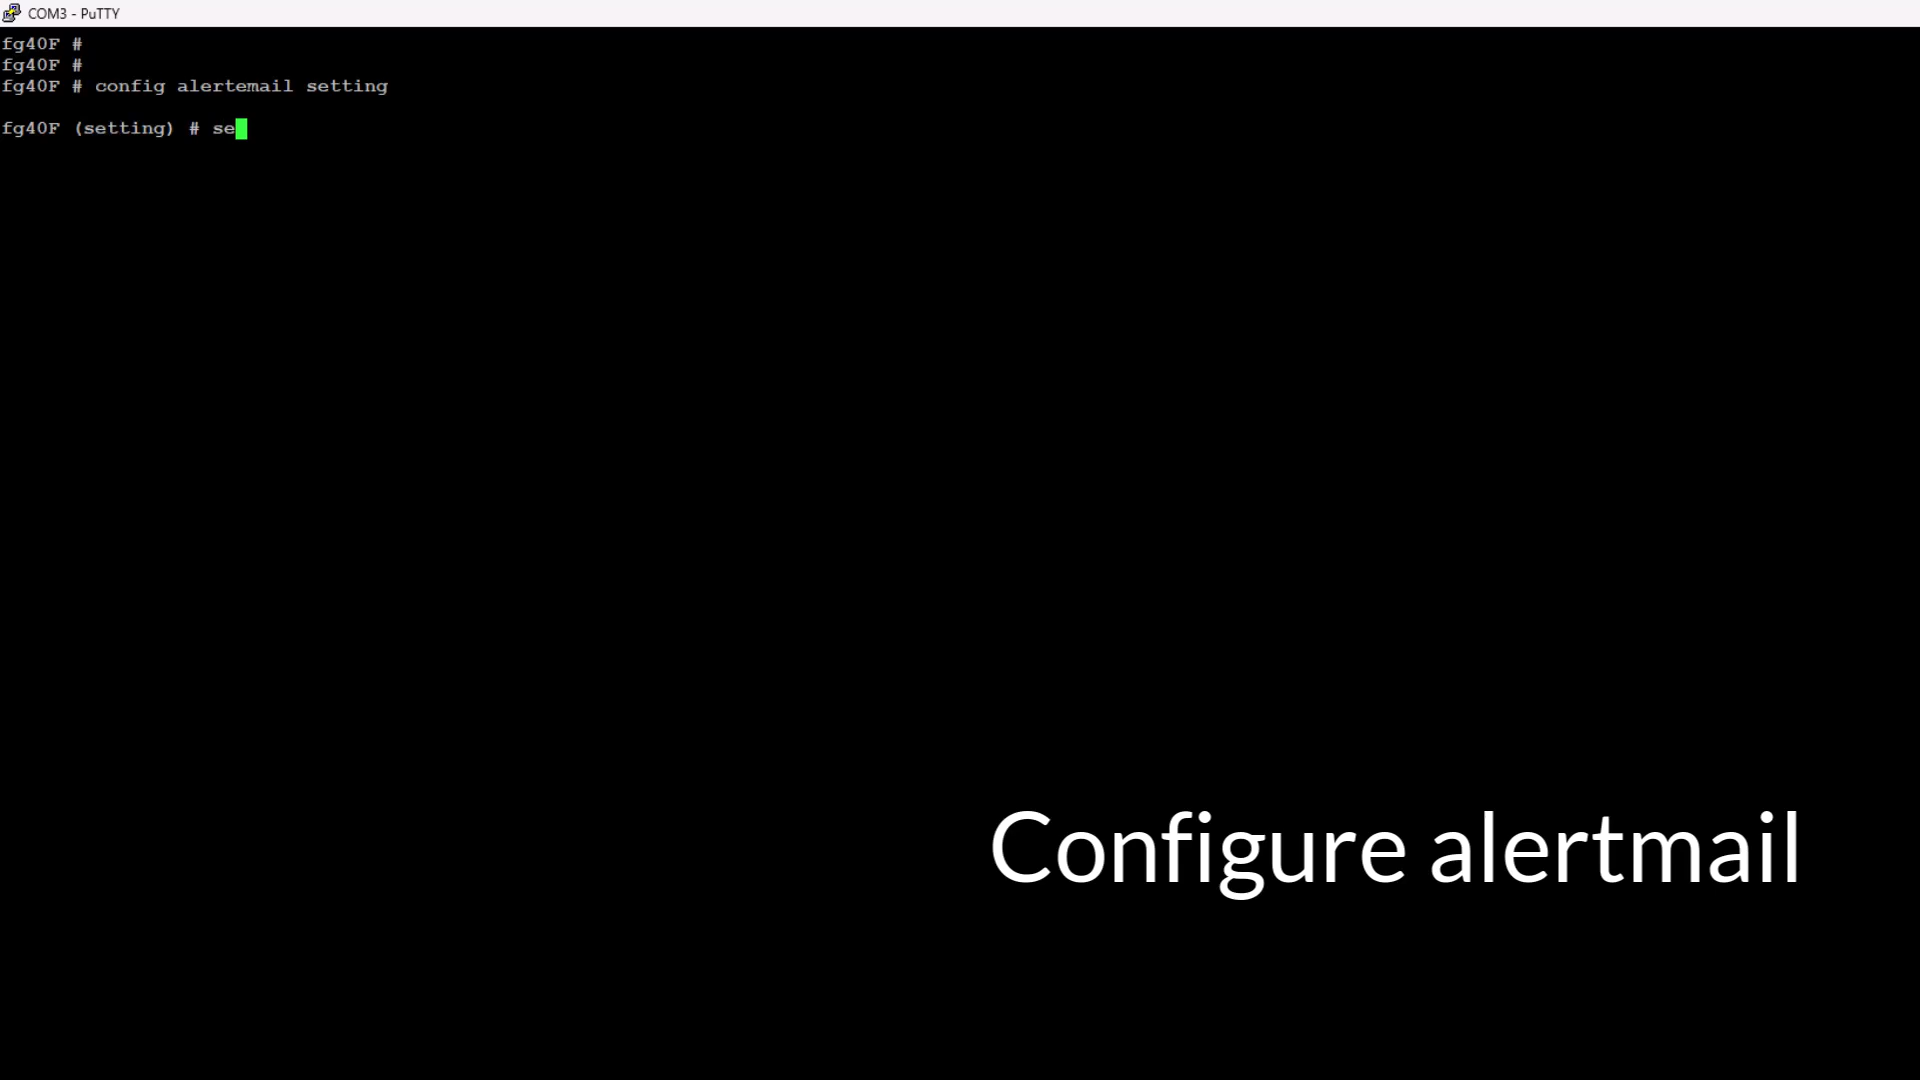 COM3 - PuTTY
fg40F #
fg40F #
fg40F # config alertemail setting
fg40F (setting) # se
Configure alertmail